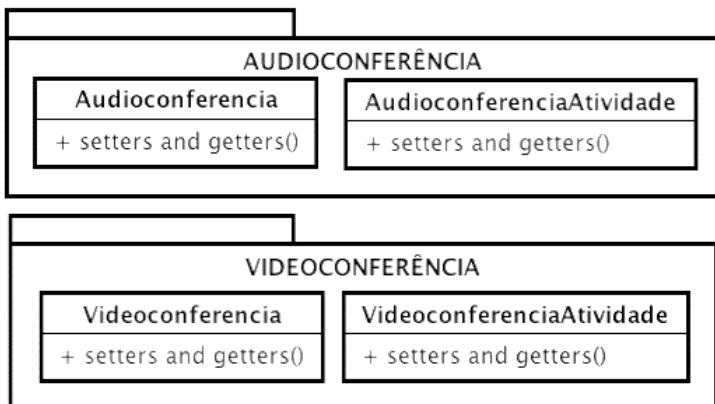 AUDIOCONFERÊNCIA
Audioconferencia
+ setters and getters()
AudioconferenciaAtividade
+ setters and getters()
VIDEOCONFERÊNCIA
Videoconferencia
+ setters and getters()
VideoconferenciaAtividade
+ setters and getters()